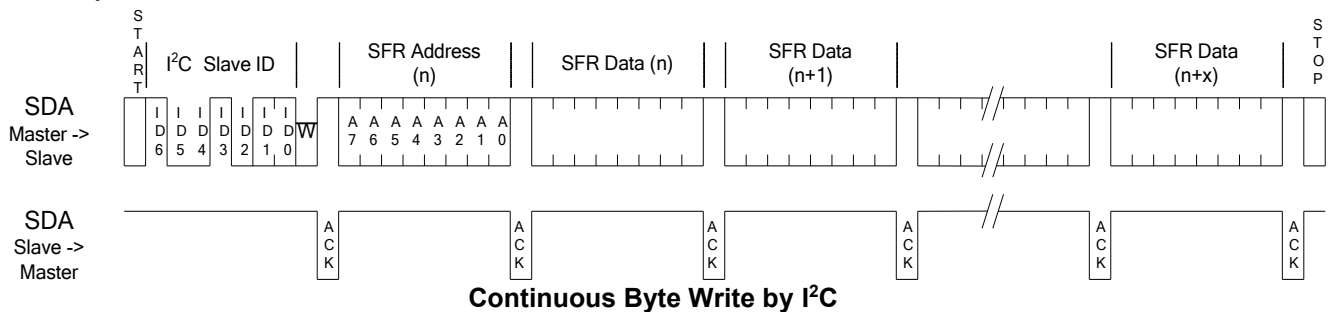 START
I²C Slave ID
SFR Address
(n)
SFR Data (n)
SFR Data
(n+1)
SFR Data
(n+x)
STOP
SDA
Master ->
Slave
ID6 ID5 ID4 ID3 ID2 ID1 ID0 W̅
A7 A6 A5 A4 A3 A2 A1 A0
SDA
Slave ->
Master
ACK ACK ACK ACK ACK ACK
Continuous Byte Write by I²C